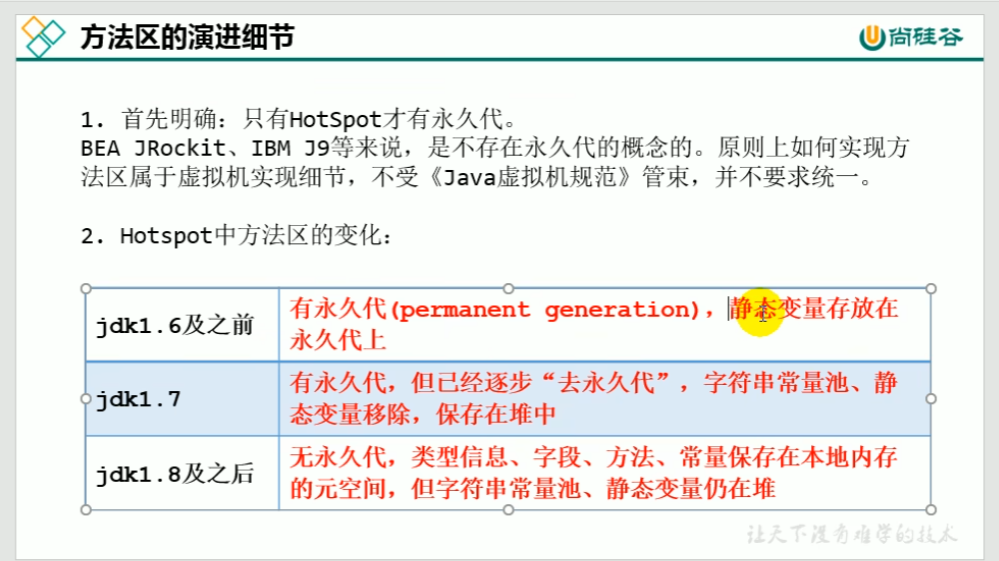 方法区的演进细节
尚硅谷
1. 首先明确：只有HotSpot才有永久代。
BEA JRockit、IBM J9等来说，是不存在永久代的概念的。原则上如何实现方
法区属于虚拟机实现细节，不受《Java虚拟机规范》管束，并不要求统一。
2. Hotspot中方法区的变化：
jdk1.6及之前
有永久代(permanent generation)，静态变量存放在
永久代上
jdk1.7
有永久代，但已经逐步“去永久代”，字符串常量池、静
态变量移除，保存在堆中
jdk1.8及之后
无永久代，类型信息、字段、方法、常量保存在本地内存
的元空间，但字符串常量池、静态变量仍在堆
让天下没有难学的技术